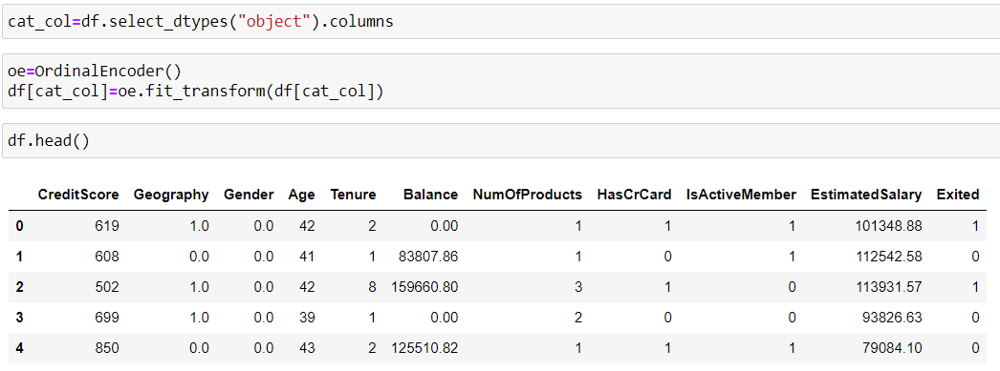 cat_col=df.select_dtypes("object").columns
oe=OrdinalEncoder()
df[cat_col]=oe.fit_transform(df[cat_col])
df.head()
CreditScore Geography Gender Age Tenure Balance NumOfProducts HasCrCard IsActiveMember EstimatedSalary Exited
0 619 1.0 0.0 42 2 0.00 1 1 1 101348.88 1
1 608 0.0 0.0 41 1 83807.86 1 0 1 112542.58 0
2 502 1.0 0.0 42 8 159660.80 3 1 0 113931.57 1
3 699 1.0 0.0 39 1 0.00 2 0 0 93826.63 0
4 850 0.0 0.0 43 2 125510.82 1 1 1 79084.10 0